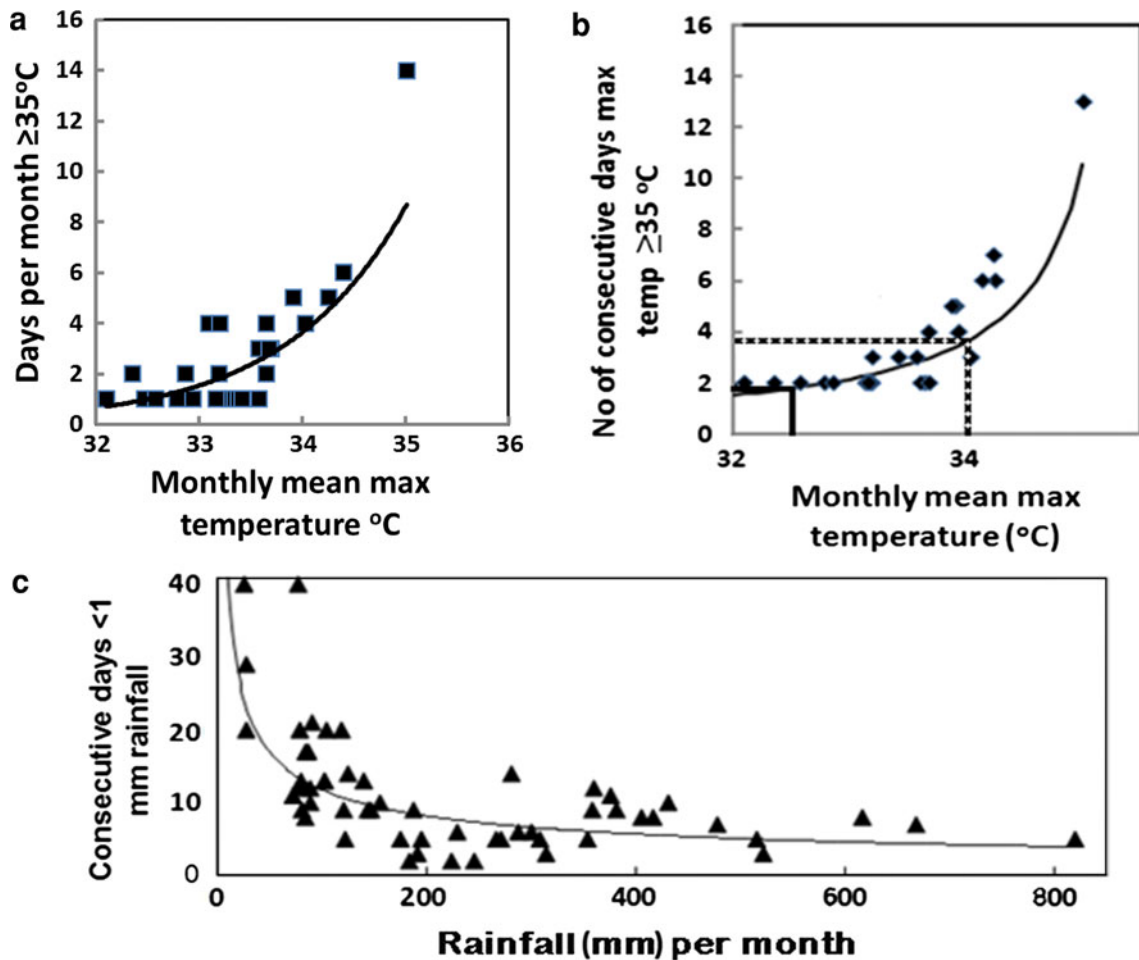 a
16
14
12
10
8
6
4
2
0
Days per month ≥35°C
32 33 34 35 36
Monthly mean max
temperature °C
b
16
14
12
10
8
6
4
2
0
No of consecutive days max
temp ≥35 °C
32 34
Monthly mean max
temperature (°C)
c
40
30
20
10
0
Consecutive days <1
mm rainfall
0 200 400 600 800
Rainfall (mm) per month